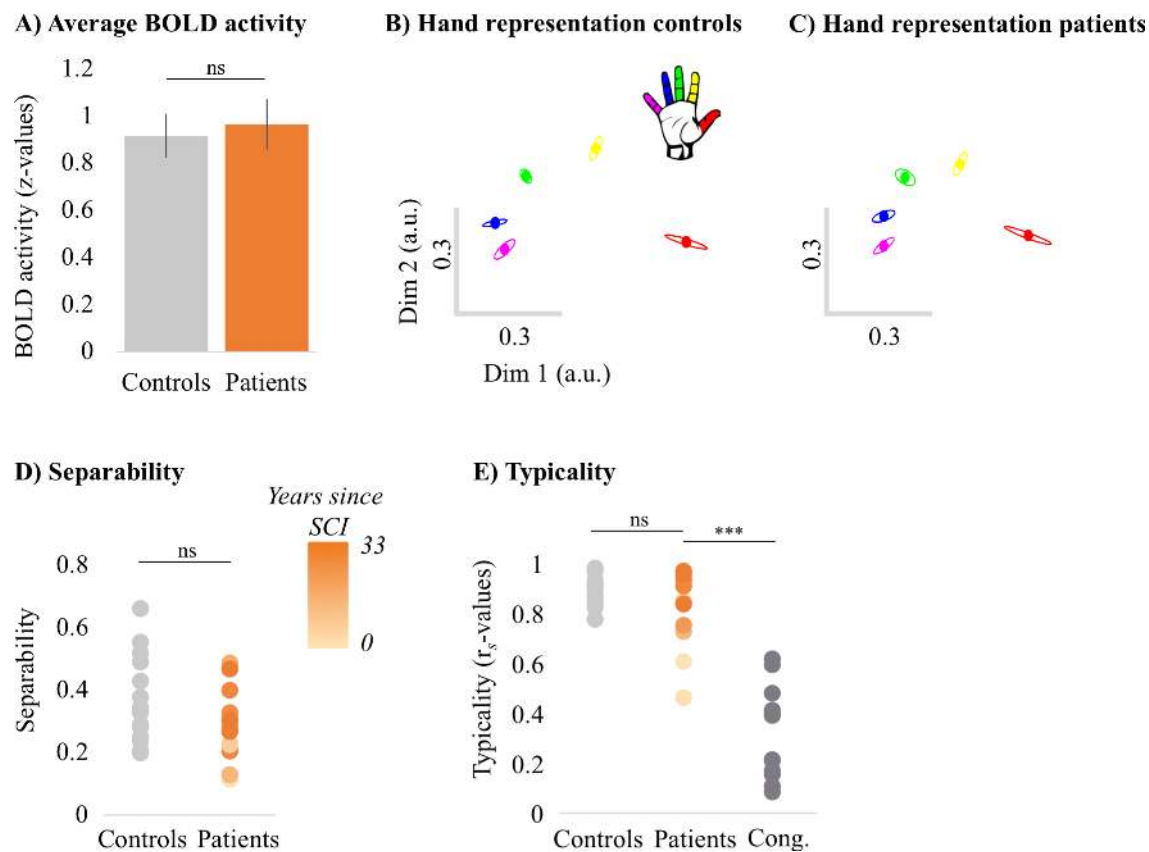 A) Average BOLD activity
1.2
1
0.8
0.6
0.4
0.2
0
BOLD activity (z-values)
ns
Controls
Patients
B) Hand representation controls
Dim 2 (a.u.)
0.3
0.3
Dim 1 (a.u.)
C) Hand representation patients
0.3
0.3
D) Separability
Years since
SCI
33
0
0.8
0.6
0.4
0.2
0
Separability
ns
Controls
Patients
E) Typicality
1
0.8
0.6
0.4
0.2
0
Typicality (rs-values)
ns
***
Controls
Patients
Cong.